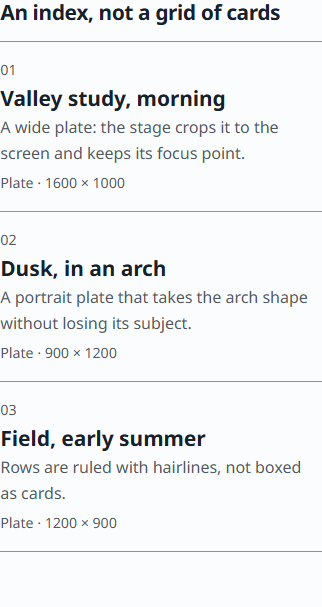 An index, not a grid of cards
01
Valley study, morning
A wide plate: the stage crops it to the
screen and keeps its focus point.
Plate · 1600 × 1000
02
Dusk, in an arch
A portrait plate that takes the arch shape
without losing its subject.
Plate · 900 × 1200
03
Field, early summer
Rows are ruled with hairlines, not boxed
as cards.
Plate · 1200 × 900